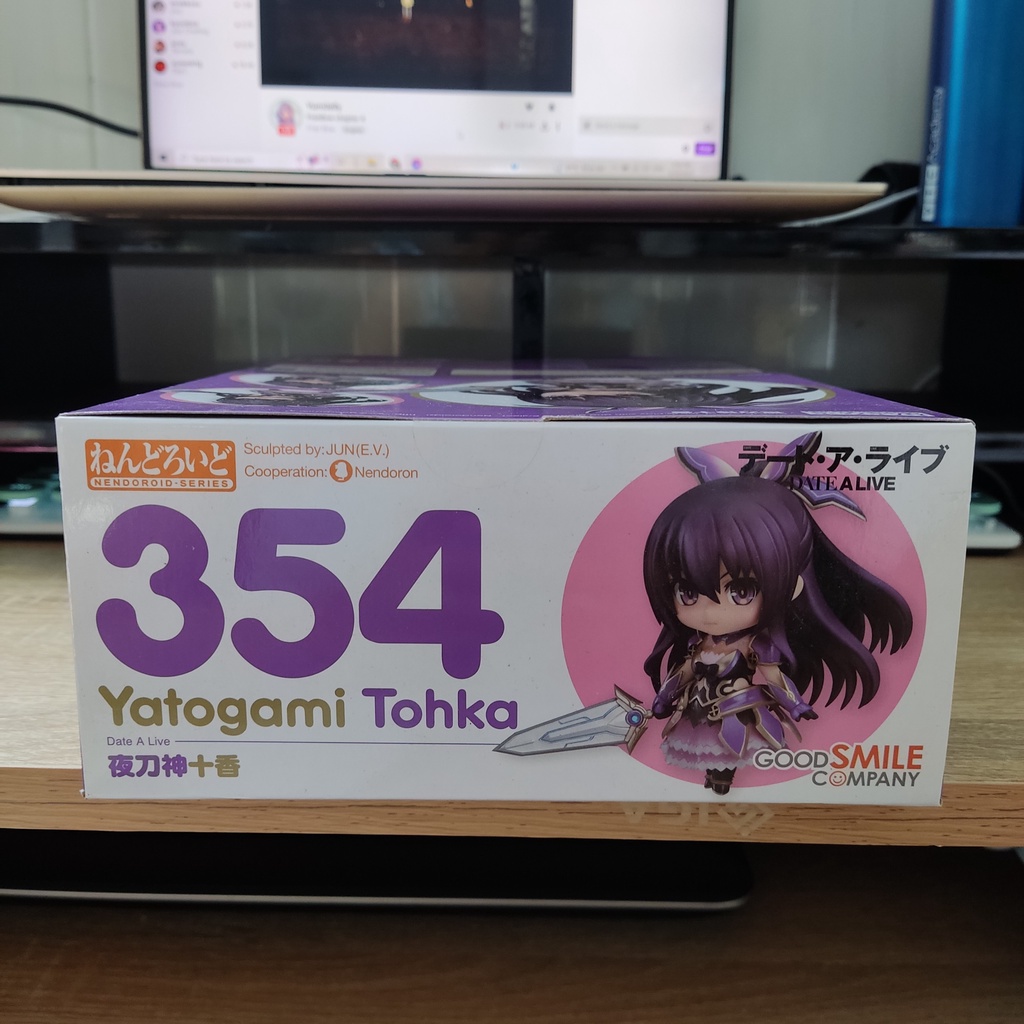 ねんどろいど
NENDOROID·SERIES
Sculpted by:JUN(E.V.)
Cooperation: Nendoron
354
Yatogami Tohka
Date A Live
夜刀神十香
デート・ア・ライブ
DATE A LIVE
GOOD SMILE
COMPANY